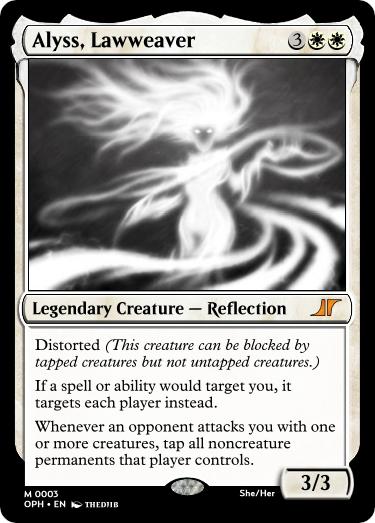 Alyss, Lawweaver 3
Legendary Creature — Reflection
Distorted (This creature can be blocked by
tapped creatures but not untapped creatures.)
If a spell or ability would target you, it
targets each player instead.
Whenever an opponent attacks you with one
or more creatures, tap all noncreature
permanents that player controls.
3/3
M 0003
She/Her
OPH • EN THEDJIB